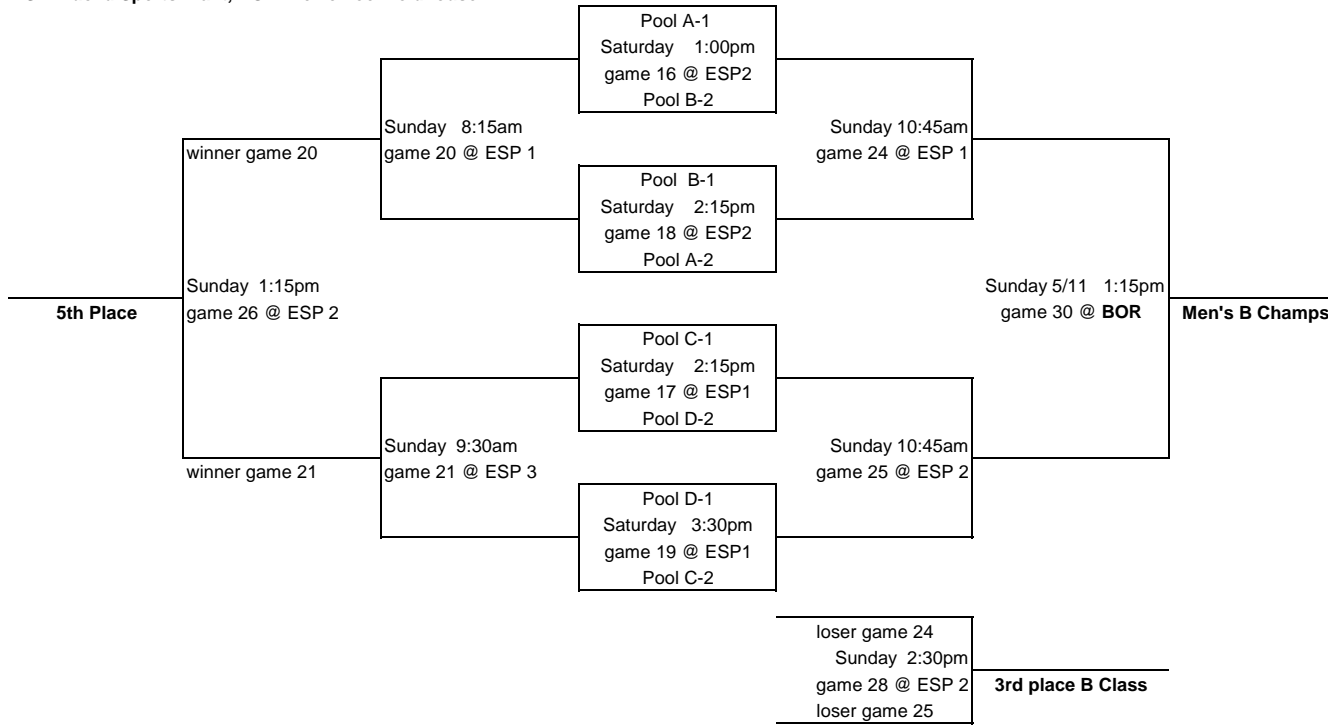 Pool A-1
Saturday 1:00pm
game 16 @ ESP2
Pool B-2
Sunday 8:15am
game 20 @ ESP 1
winner game 20
Sunday 10:45am
game 24 @ ESP 1
Pool B-1
Saturday 2:15pm
game 18 @ ESP2
Pool A-2
Sunday 1:15pm
game 26 @ ESP 2
5th Place
Sunday 5/11 1:15pm
game 30 @ BOR
Men's B Champs
Pool C-1
Saturday 2:15pm
game 17 @ ESP1
Pool D-2
Sunday 9:30am
game 21 @ ESP 3
winner game 21
Sunday 10:45am
game 25 @ ESP 2
Pool D-1
Saturday 3:30pm
game 19 @ ESP1
Pool C-2
loser game 24
Sunday 2:30pm
game 28 @ ESP 2
loser game 25
3rd place B Class